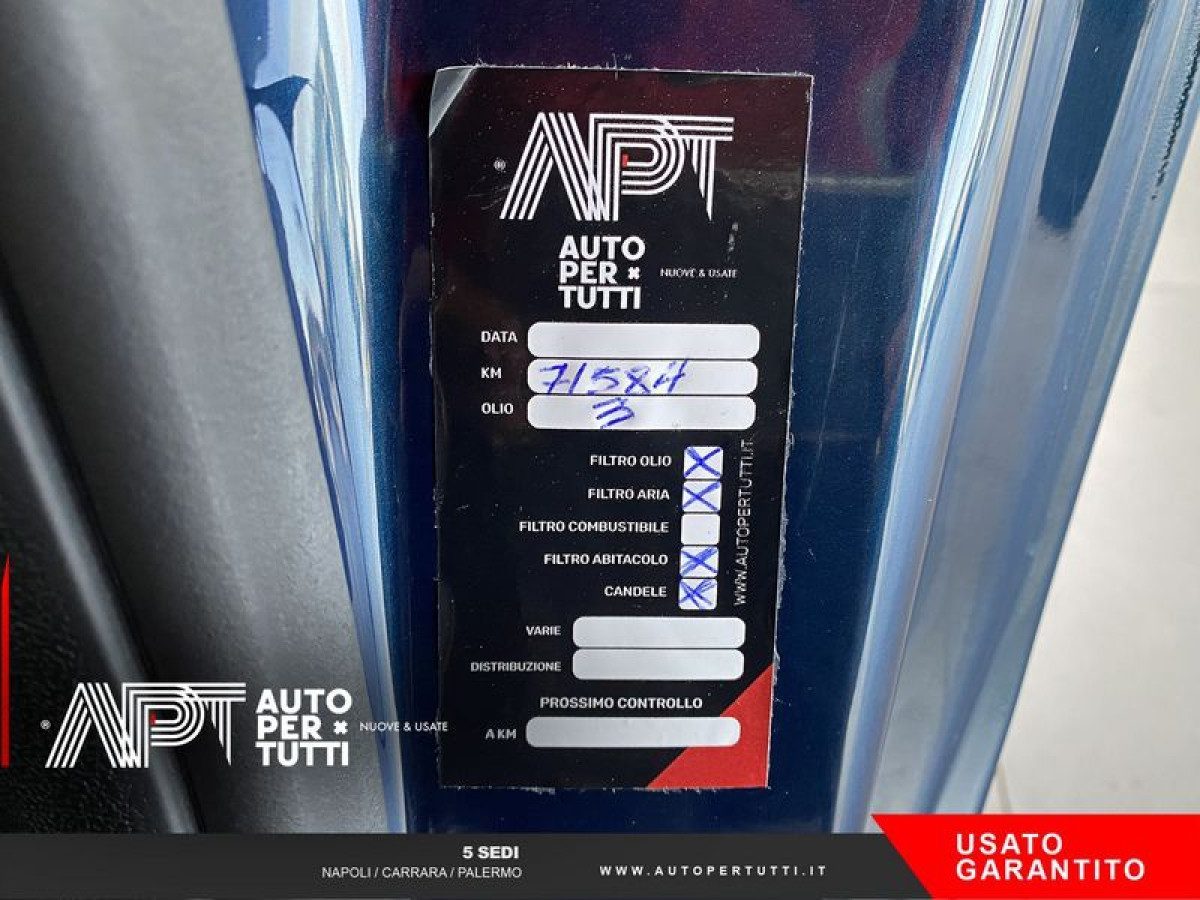 ® APT
AUTO
PER
TUTTI
NUOVE & USATE
DATA
KM 71584
OLIO 3
FILTRO OLIO X
FILTRO ARIA X
FILTRO COMBUSTIBILE
FILTRO ABITACOLO X
CANDELE X
WWW.AUTOPERTUTTI.IT
VARIE
DISTRIBUZIONE
PROSSIMO CONTROLLO
A KM
® APT
AUTO
PER
TUTTI
NUOVE & USATE
5 SEDI
NAPOLI / CARRARA / PALERMO
WWW.AUTOPERTUTTI.IT
USATO
GARANTITO